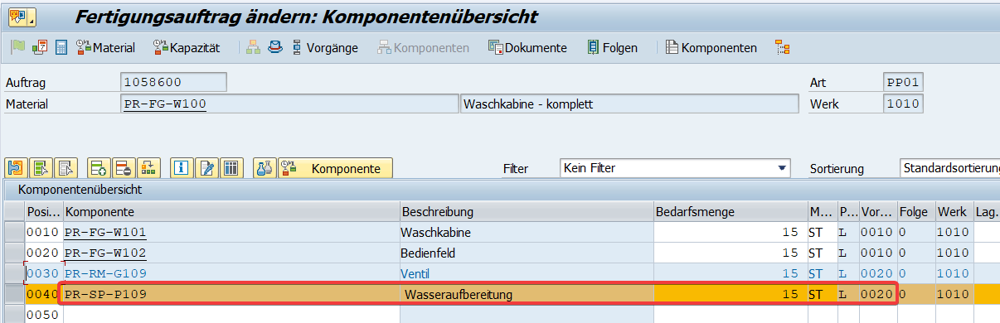 Fertigungsauftrag ändern: Komponentenübersicht
Material Kapazität Vorgänge Komponenten Dokumente Folgen Komponenten
Auftrag 1058600 Art PP01
Material PR-FG-W100 Waschkabine - komplett Werk 1010
Komponente Filter Kein Filter Sortierung Standardsortierung
Komponentenübersicht
Posi... Komponente Beschreibung Bedarfsmenge M... P... Vor... Folge Werk Lag...
0010 PR-FG-W101 Waschkabine 15 ST L 0010 0 1010
0020 PR-FG-W102 Bedienfeld 15 ST L 0010 0 1010
0030 PR-RM-G109 Ventil 15 ST L 0020 0 1010
0040 PR-SP-P109 Wasseraufbereitung 15 ST L 0020 0 1010
0050